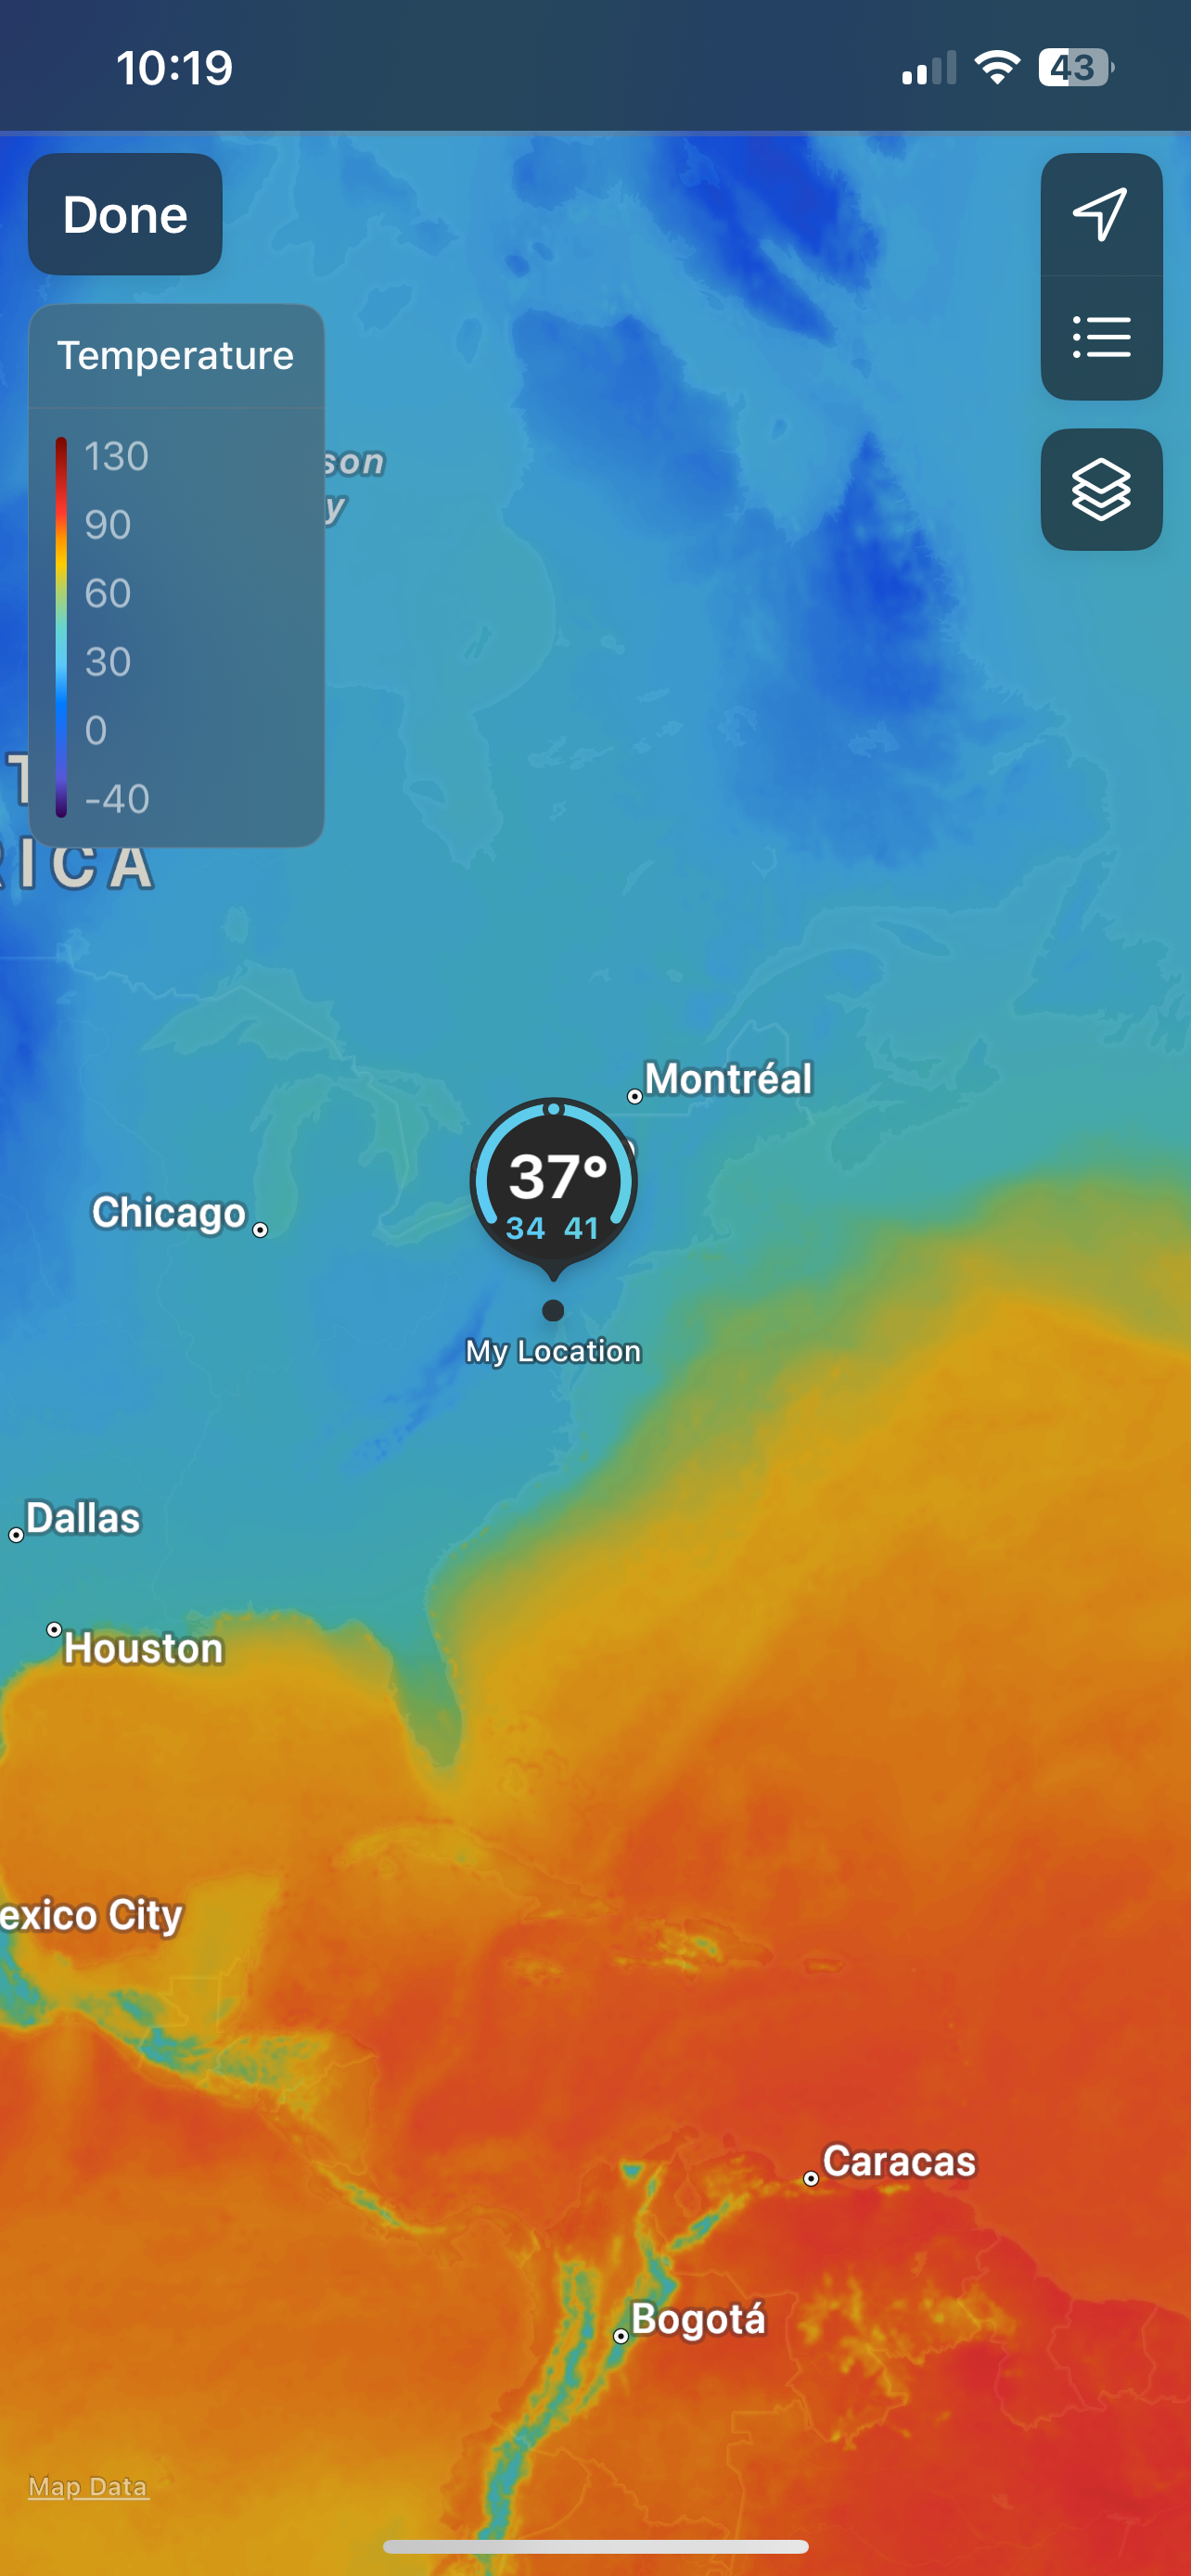 10:19
43
Done
Temperature
130
90
60
30
0
-40
son
y
T
RICA
Montréal
37°
34 41
Chicago
My Location
Dallas
Houston
exico City
Caracas
Bogotá
Map Data